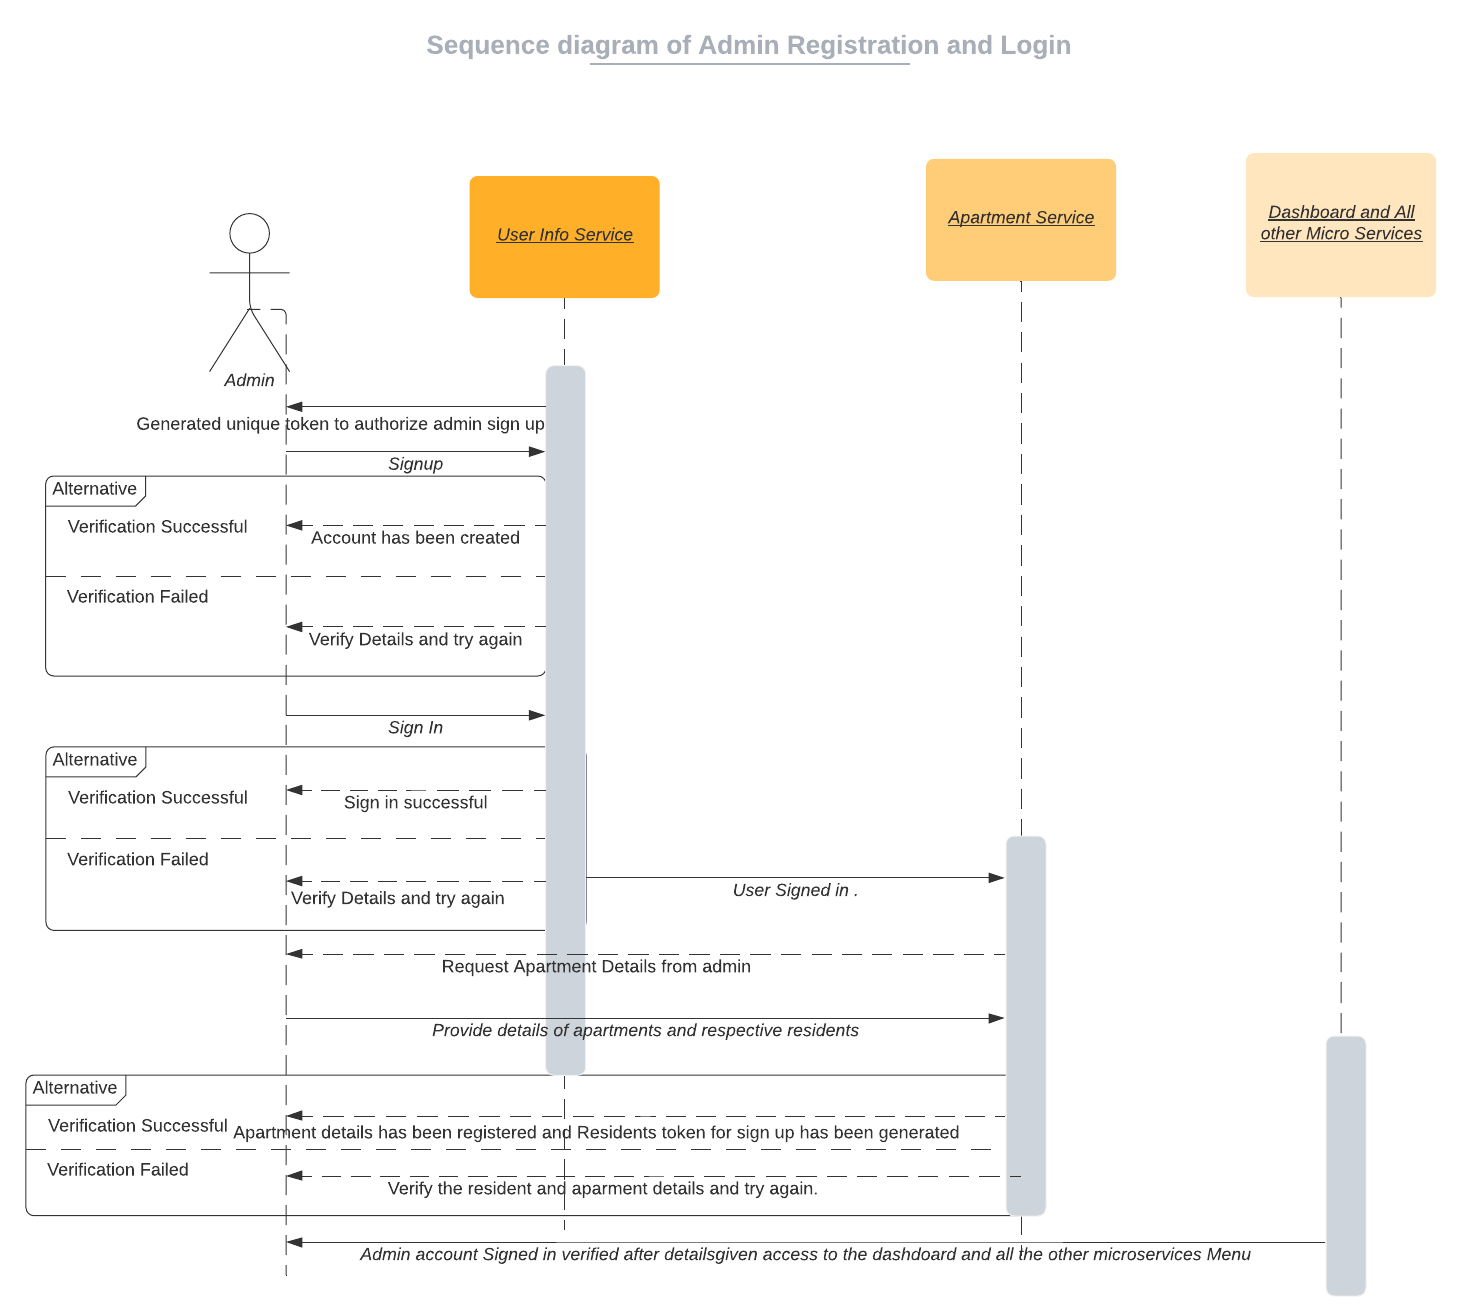 Sequence diagram of Admin Registration and Login
User Info Service
Apartment Service
Dashboard and All
other Micro Services
Admin
Generated unique token to authorize admin sign up
Signup
Alternative
Verification Successful
Account has been created
Verification Failed
Verify Details and try again
Sign In
Alternative
Verification Successful
Sign in successful
Verification Failed
Verify Details and try again
User Signed in .
Request Apartment Details from admin
Provide details of apartments and respective residents
Alternative
Verification Successful
Apartment details has been registered and Residents token for sign up has been generated
Verification Failed
Verify the resident and aparment details and try again.
Admin account Signed in verified after detailsgiven access to the dashdoard and all the other microservices Menu